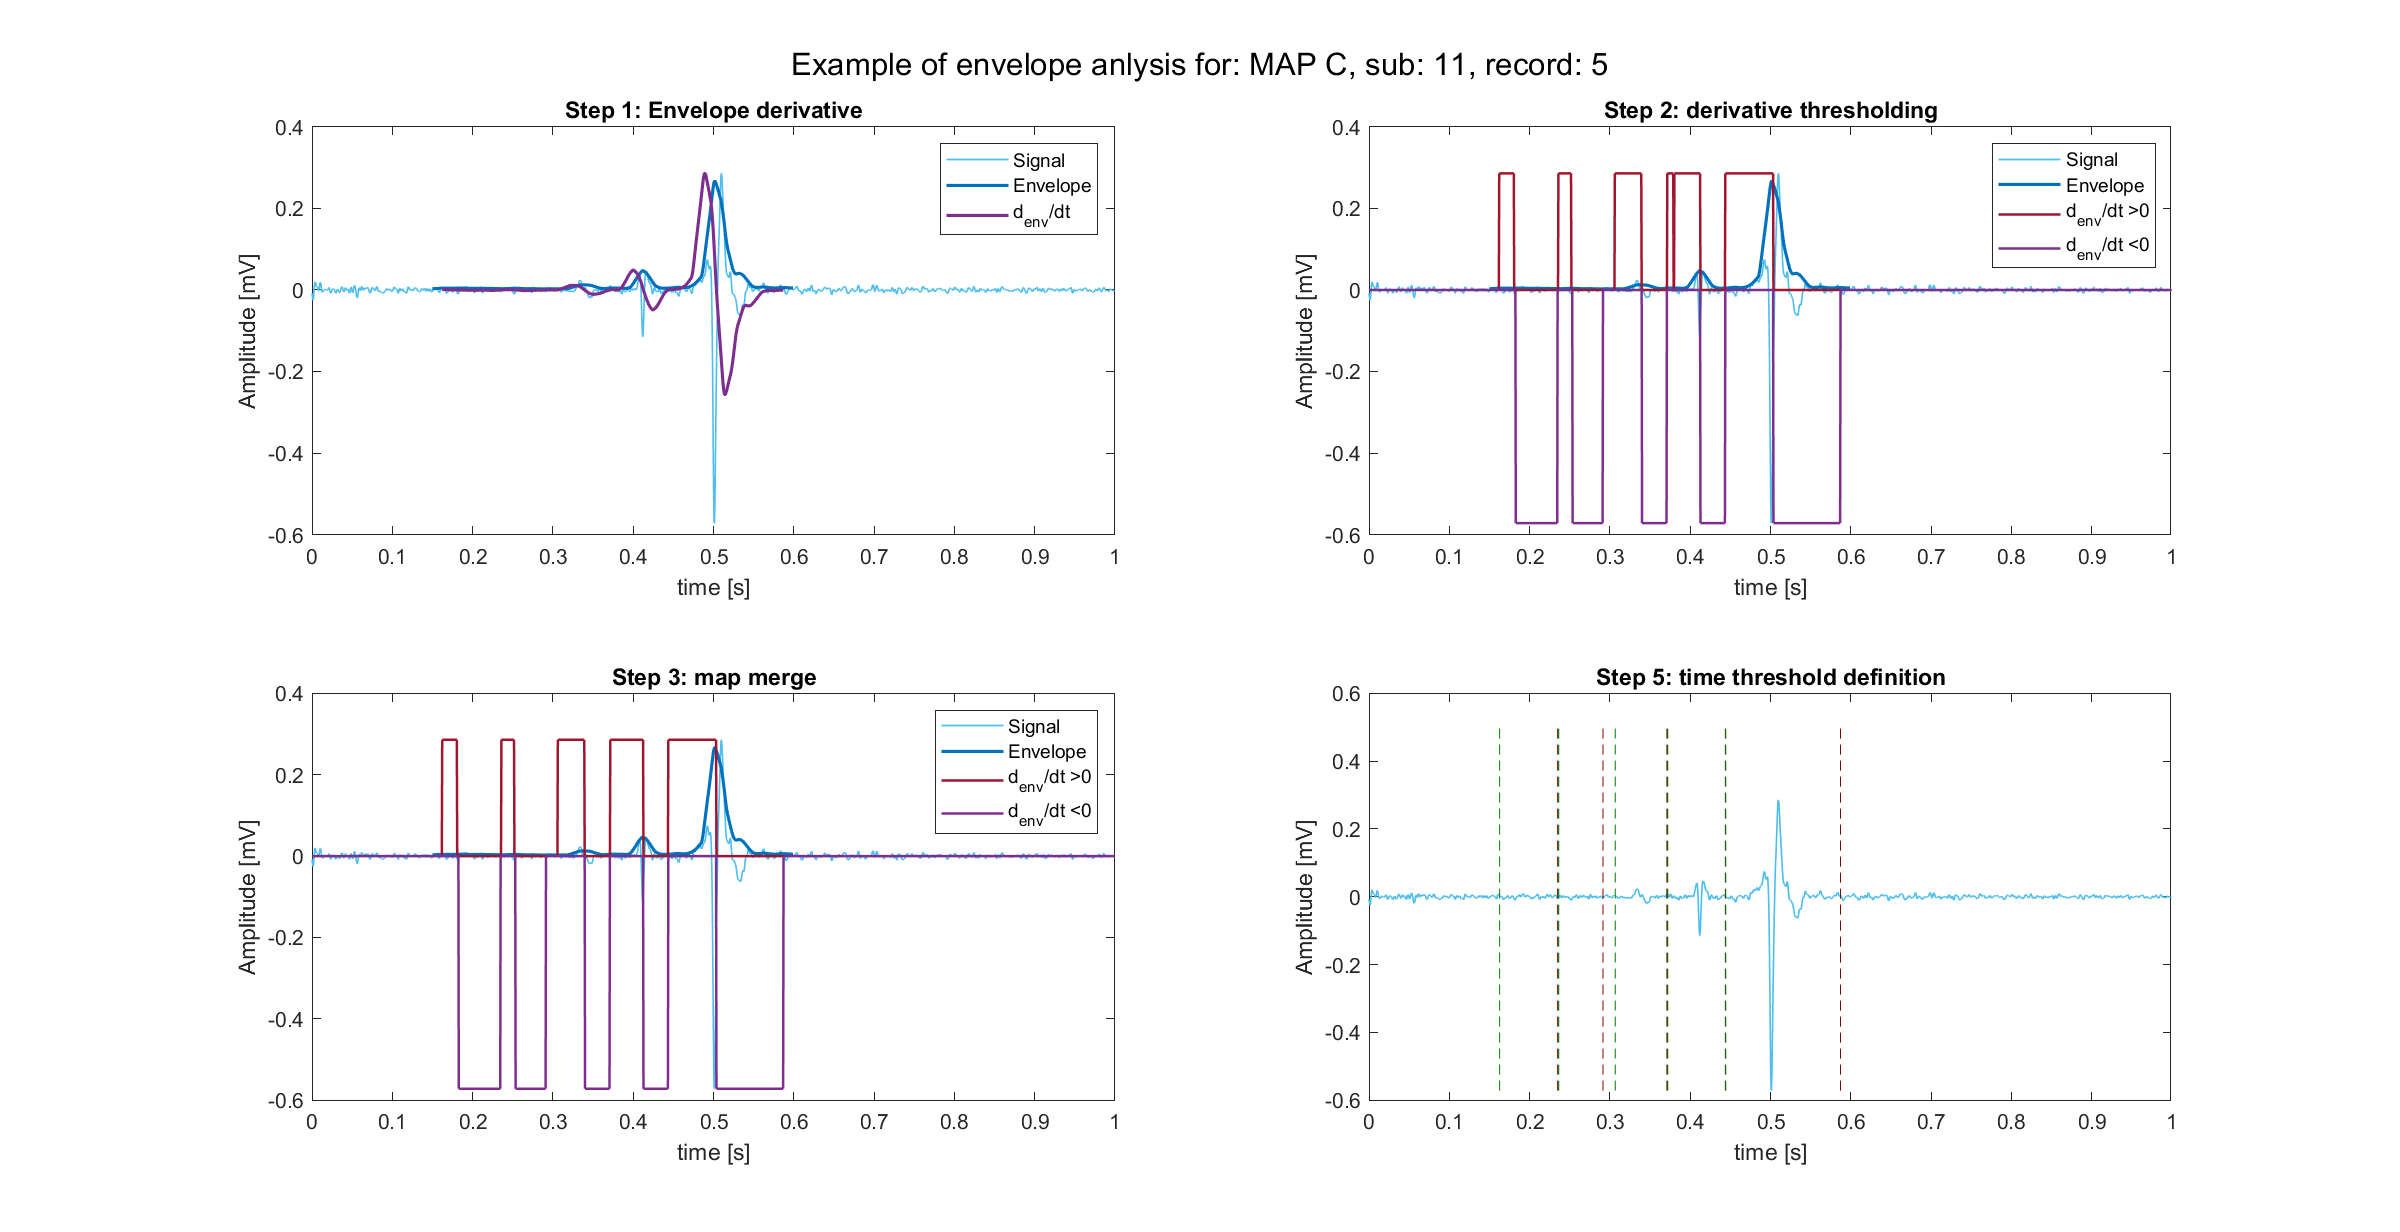 Example of envelope anlysis for: MAP C, sub: 11, record: 5
Step 1: Envelope derivative
0.4
0.2
0
-0.2
-0.4
-0.6
Amplitude [mV]
0 0.1 0.2 0.3 0.4 0.5 0.6 0.7 0.8 0.9 1
time [s]
Signal
Envelope
d_env/dt
Step 2: derivative thresholding
0.4
0.2
0
-0.2
-0.4
-0.6
Amplitude [mV]
0 0.1 0.2 0.3 0.4 0.5 0.6 0.7 0.8 0.9 1
time [s]
Signal
Envelope
d_env/dt >0
d_env/dt <0
Step 3: map merge
0.4
0.2
0
-0.2
-0.4
-0.6
Amplitude [mV]
0 0.1 0.2 0.3 0.4 0.5 0.6 0.7 0.8 0.9 1
time [s]
Signal
Envelope
d_env/dt >0
d_env/dt <0
Step 5: time threshold definition
0.6
0.4
0.2
0
-0.2
-0.4
-0.6
Amplitude [mV]
0 0.1 0.2 0.3 0.4 0.5 0.6 0.7 0.8 0.9 1
time [s]